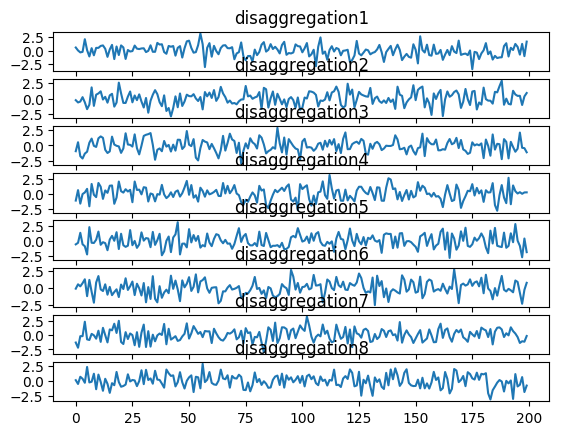 disaggregation1
2.5
0.0
−2.5
disaggregation2
2.5
0.0
−2.5
disaggregation3
2.5
0.0
−2.5
disaggregation4
2.5
0.0
−2.5
disaggregation5
2.5
0.0
−2.5
disaggregation6
2.5
0.0
−2.5
disaggregation7
2.5
0.0
−2.5
disaggregation8
2.5
0.0
−2.5
0 25 50 75 100 125 150 175 200